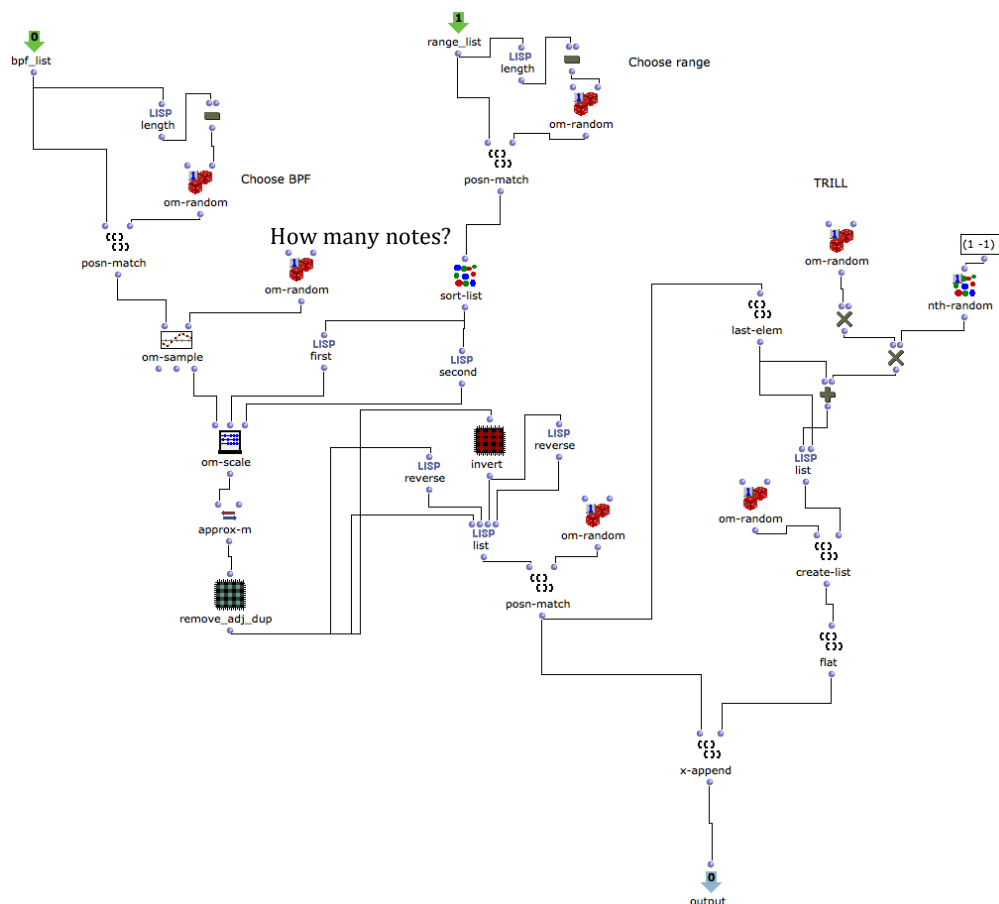 0
bpf_list
LISP
length
1
om-random
Choose BPF
posn-match
1
range_list
LISP
length
Choose range
1
om-random
posn-match
How many notes?
1
om-random
sort-list
om-sample
LISP
first
LISP
second
om-scale
approx-m
remove_adj_dup
invert
LISP
reverse
LISP
reverse
LISP
list
1
om-random
posn-match
TRILL
1
om-random
(1 -1)
1
nth-random
last-elem
LISP
list
1
om-random
create-list
flat
x-append
0
output